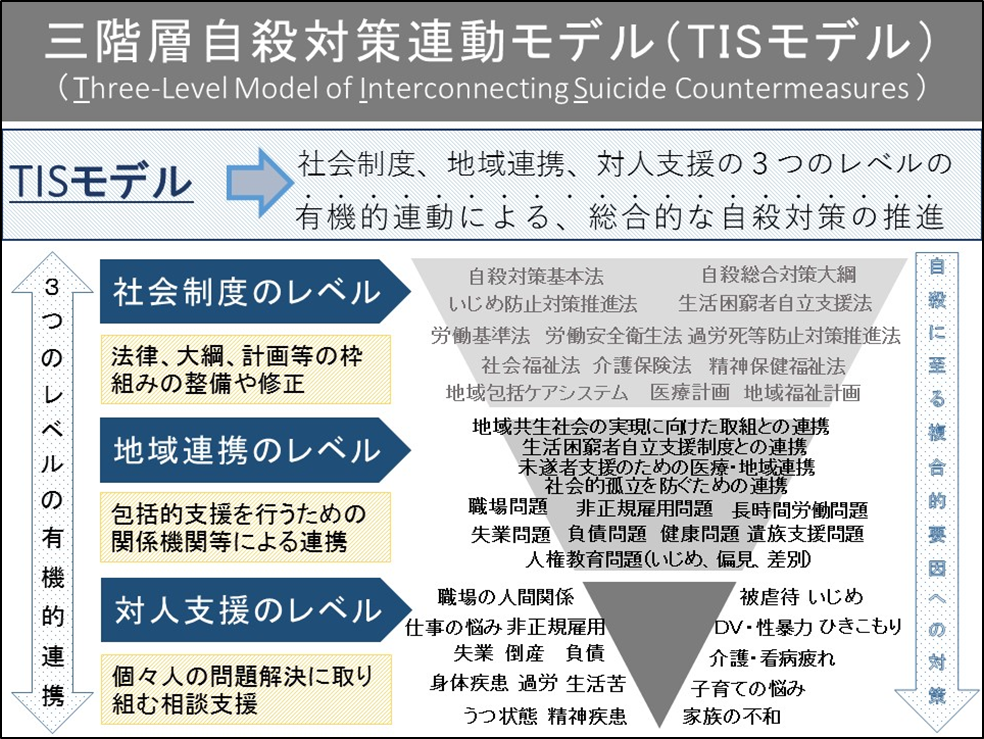 三階層自殺対策連動モデル（TISモデル）
（Three-Level Model of Interconnecting Suicide Countermeasures）
TISモデル
社会制度、地域連携、対人支援の３つのレベルの
有機的連動による、総合的な自殺対策の推進
３つのレベルの有機的連携
社会制度のレベル
法律、大綱、計画等の枠
組みの整備や修正
自殺対策基本法 自殺総合対策大綱
いじめ防止対策推進法 生活困窮者自立支援法
労働基準法 労働安全衛生法 過労死等防止対策推進法
社会福祉法 介護保険法 精神保健福祉法
地域包括ケアシステム 医療計画 地域福祉計画
地域連携のレベル
包括的支援を行うための
関係機関等による連携
地域共生社会の実現に向けた取組との連携
生活困窮者自立支援制度との連携
未遂者支援のための医療・地域連携
社会的孤立を防ぐための連携
職場問題 非正規雇用問題 長時間労働問題
失業問題 負債問題 健康問題 遺族支援問題
人権教育問題(いじめ、偏見、差別)
対人支援のレベル
個々人の問題解決に取り
組む相談支援
職場の人間関係 被虐待 いじめ
仕事の悩み 非正規雇用 DV・性暴力 ひきこもり
失業 倒産 負債 介護・看病疲れ
身体疾患 過労 生活苦 子育ての悩み
うつ状態 精神疾患 家族の不和
自殺に至る複合的要因への対策